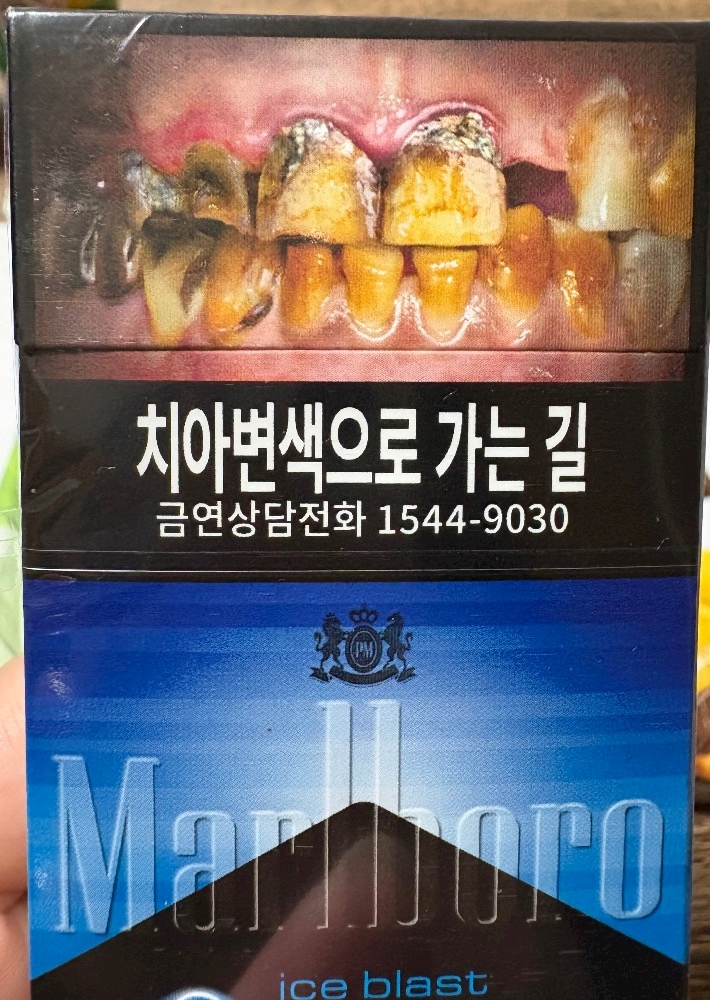 치아변색으로 가는 길
금연상담전화 1544-9030
PM
Marlboro
ice blast